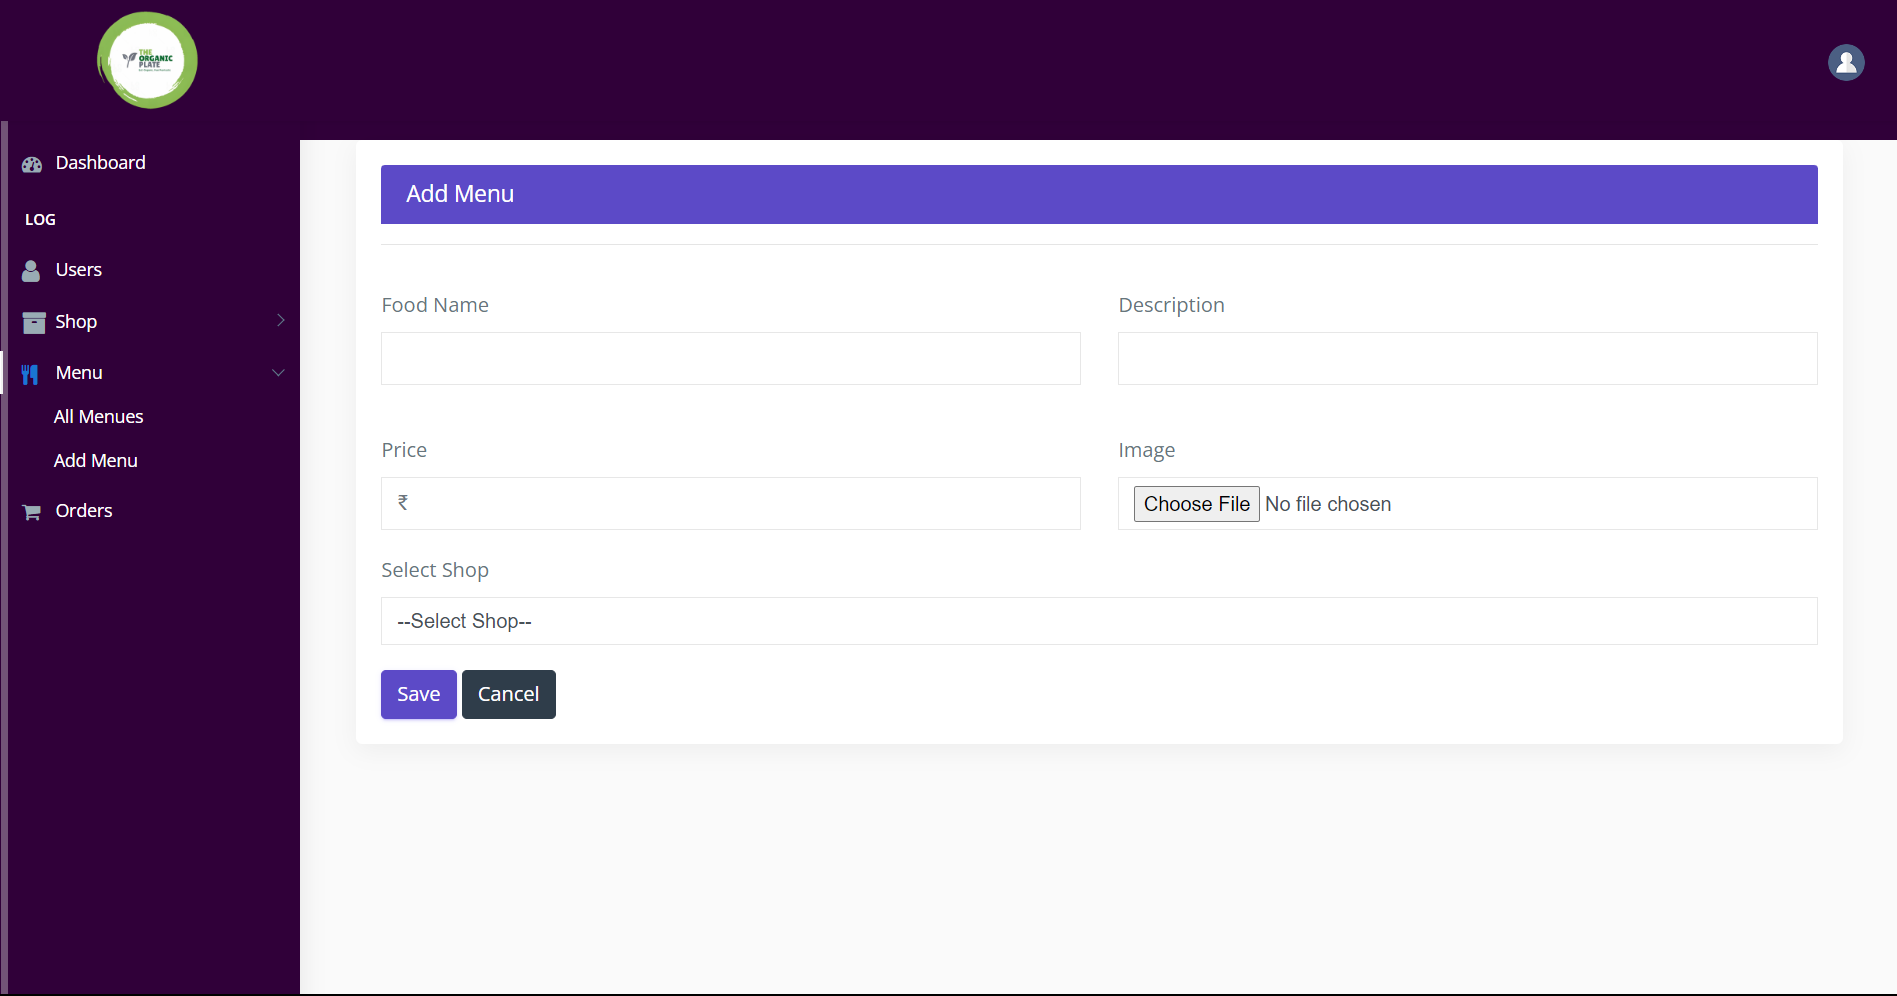 THE
ORGANIC
PLATE
Dashboard
LOG
Users
Shop
Menu
All Menues
Add Menu
Orders
Add Menu
Food Name
Description
Price
Image
₹
Choose File No file chosen
Select Shop
--Select Shop--
Save Cancel